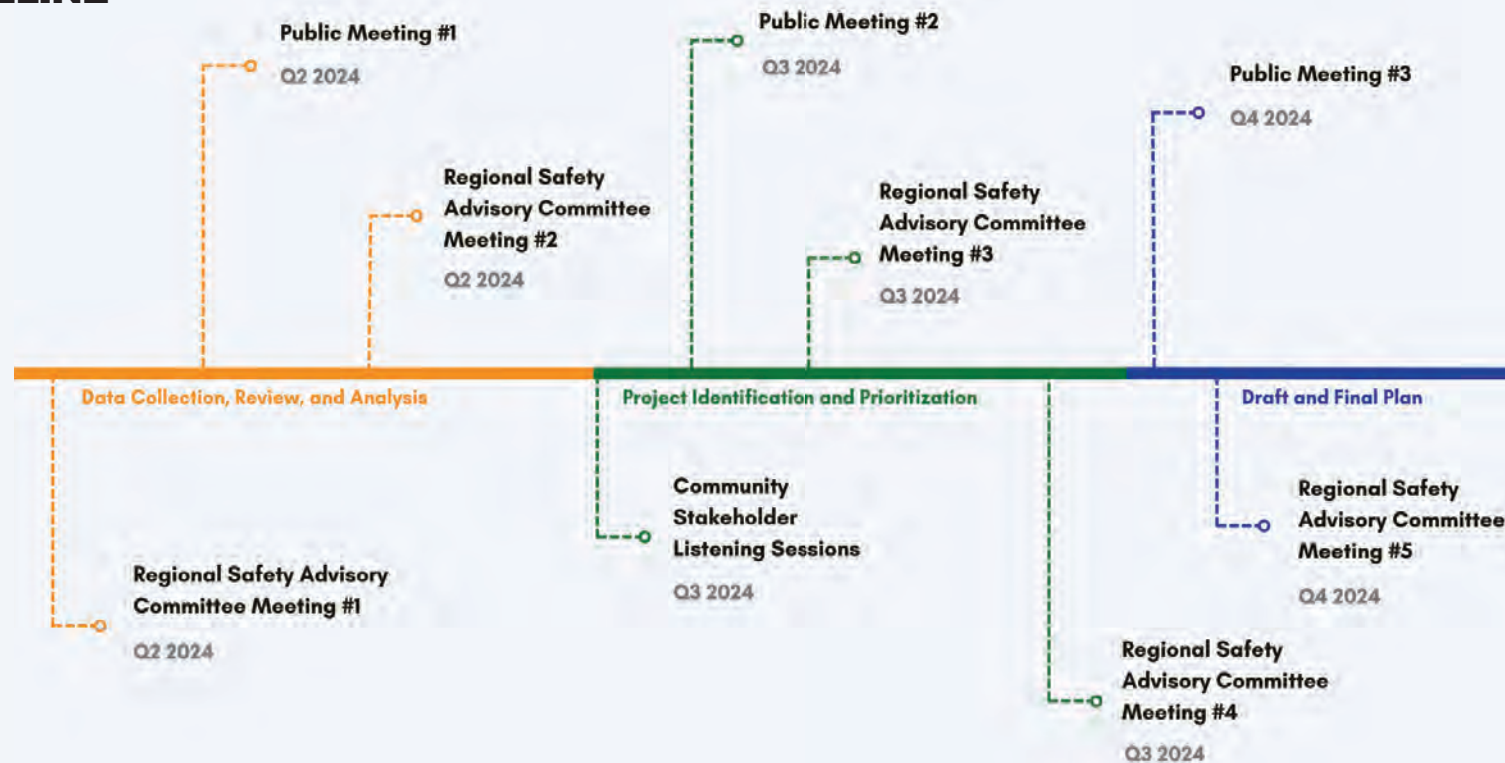 Public Meeting #1
Q2 2024
Public Meeting #2
Q3 2024
Public Meeting #3
Q4 2024
Regional Safety
Advisory Committee
Meeting #2
Q2 2024
Regional Safety
Advisory Committee
Meeting #3
Q3 2024
Data Collection, Review, and Analysis
Project Identification and Prioritization
Draft and Final Plan
Regional Safety Advisory
Committee Meeting #1
Q2 2024
Community
Stakeholder
Listening Sessions
Q3 2024
Regional Safety
Advisory Committee
Meeting #4
Q3 2024
Regional Safety
Advisory Committee
Meeting #5
Q4 2024